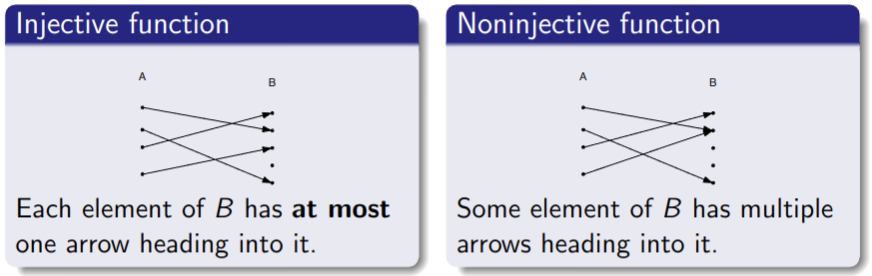 Injective function
A
B
Each element of B has at most
one arrow heading into it.
Noninjective function
A
B
Some element of B has multiple
arrows heading into it.